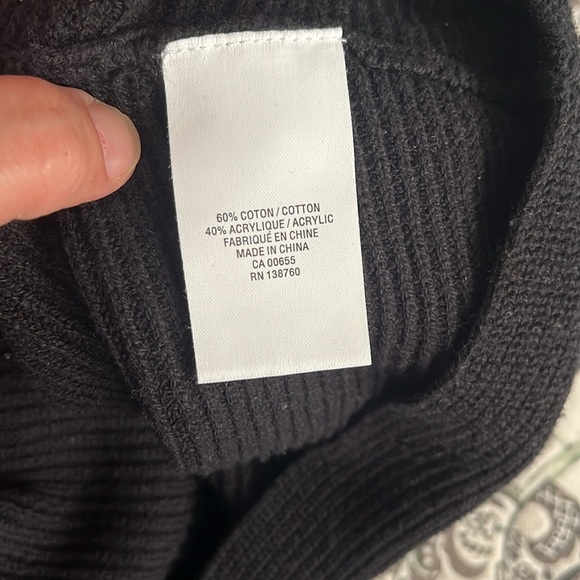 60% COTON / COTTON
40% ACRYLIQUE / ACRYLIC
FABRIQUÉ EN CHINE
MADE IN CHINA
CA 00655
RN 138760